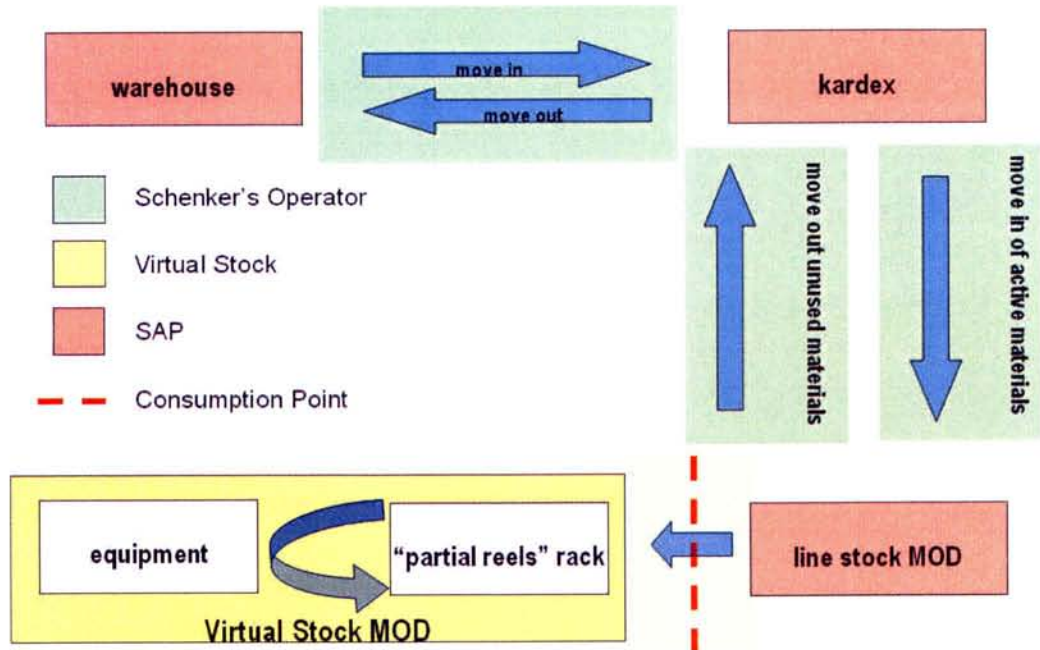 warehouse
move in
move out
kardex
Schenker's Operator
Virtual Stock
SAP
Consumption Point
move out unused materials
move in of active materials
equipment
"partial reels" rack
line stock MOD
Virtual Stock MOD